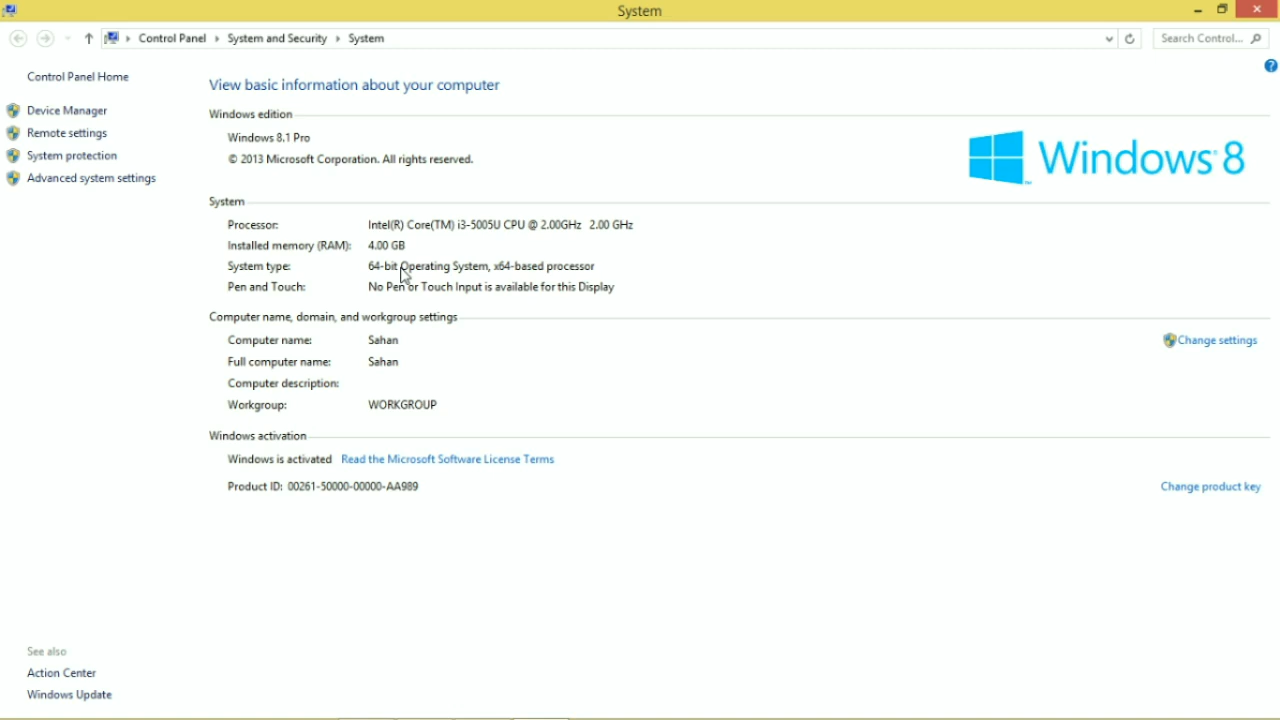 System
Control Panel System and Security System
Search Control...
Control Panel Home
Device Manager
Remote settings
System protection
Advanced system settings
View basic information about your computer
Windows edition
Windows 8.1 Pro
© 2013 Microsoft Corporation. All rights reserved.
Windows 8
System
Processor: Intel(R) Core(TM) i3-5005U CPU @ 2.00GHz 2.00 GHz
Installed memory (RAM): 4.00 GB
System type: 64-bit Operating System, x64-based processor
Pen and Touch: No Pen or Touch Input is available for this Display
Computer name, domain, and workgroup settings
Computer name: Sahan
Change settings
Full computer name: Sahan
Computer description:
Workgroup: WORKGROUP
Windows activation
Windows is activated Read the Microsoft Software License Terms
Product ID: 00261-50000-00000-AA989
Change product key
See also
Action Center
Windows Update